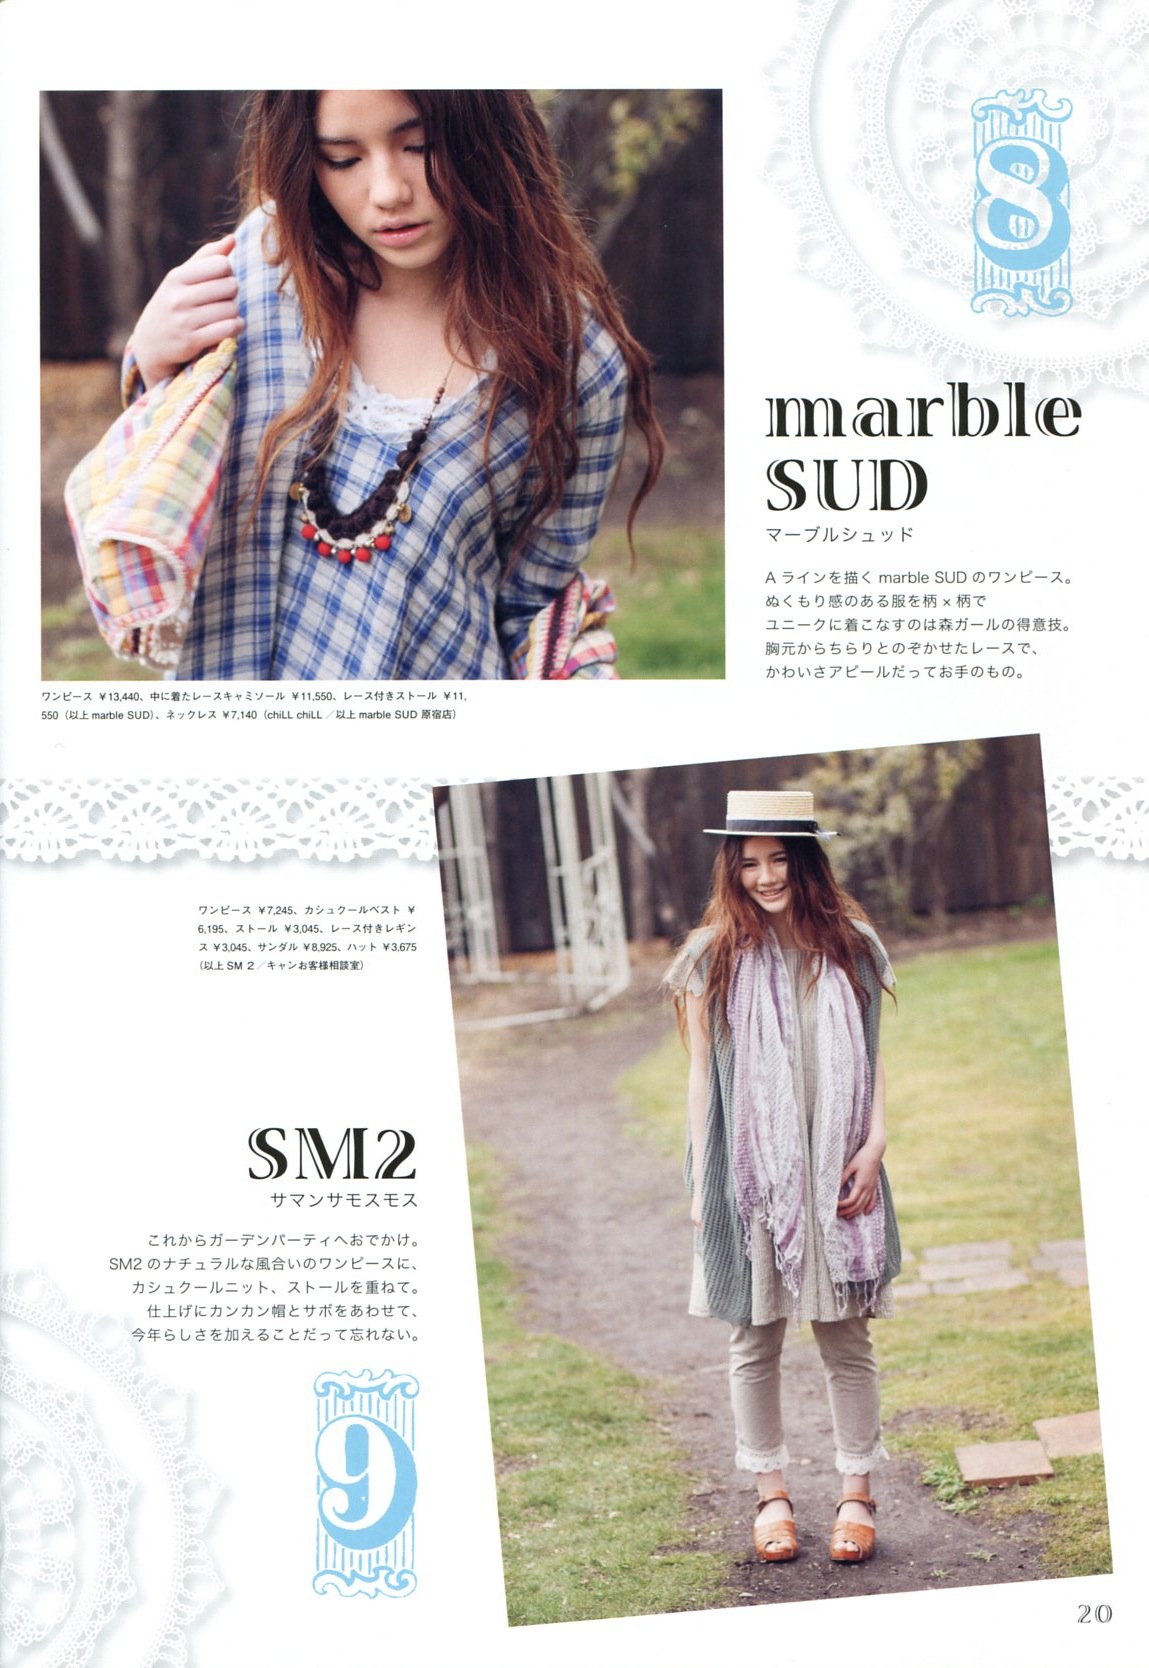 8
marble
SUD
マーブルシュッド
A ラインを描く marble SUD のワンピース。
ぬくもり感のある服を柄 × 柄で
ユニークに着こなすのは森ガールの得意技。
胸元からちらりとのぞかせたレースで、
かわいさアピールだってお手のもの。
ワンピース ￥13,440、中に着たレースキャミソール ￥11,550、レース付きストール ￥11,
550（以上 marble SUD）、ネックレス ￥7,140（chiLL chiLL ／以上 marble SUD 原宿店）
ワンピース ￥7,245、カシュクールベスト ￥
6,195、ストール ￥3,045、レース付きレギン
ス ￥3,045、サンダル ￥8,925、ハット ￥3,675
（以上 SM 2 ／キャンお客様相談室）
SM2
サマンサモスモス
これからガーデンパーティへおでかけ。
SM2 のナチュラルな風合いのワンピースに、
カシュクールニット、ストールを重ねて。
仕上げにカンカン帽とサボをあわせて、
今年らしさを加えることだって忘れない。
9
20